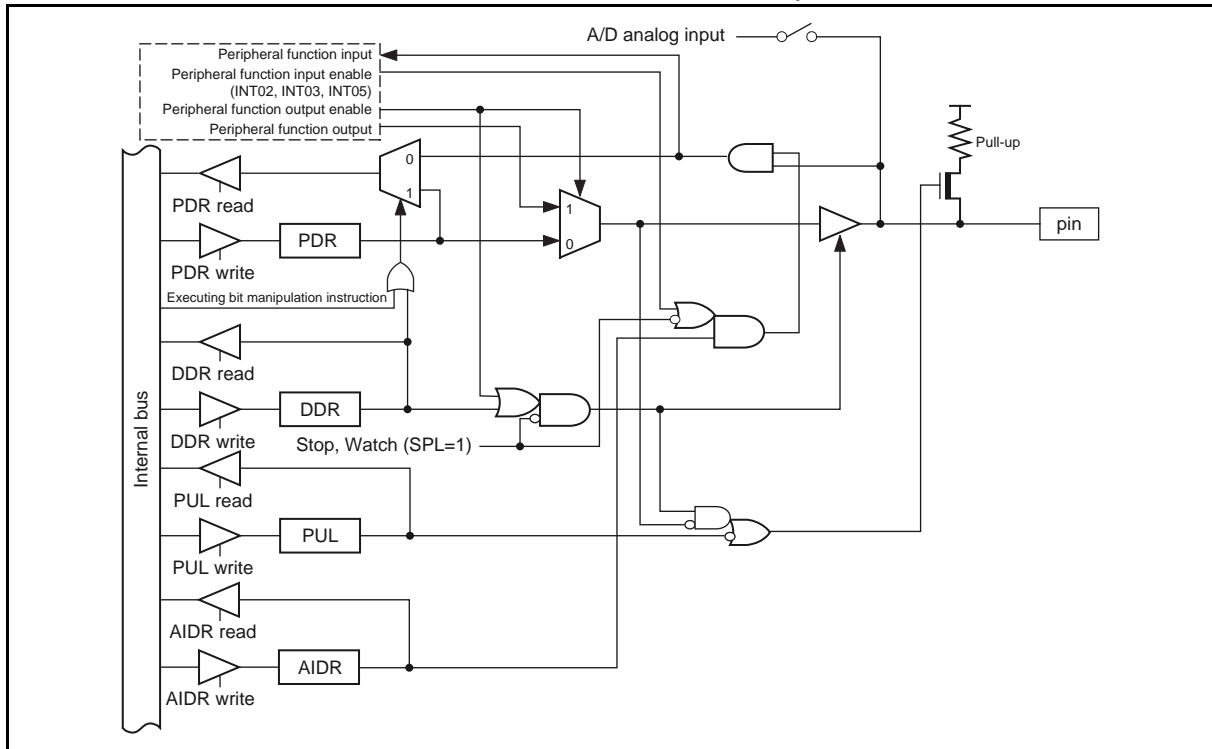 A/D analog input
Peripheral function input
Peripheral function input enable
(INT02, INT03, INT05)
Peripheral function output enable
Peripheral function output
Pull-up
0
1
PDR read
1
0
pin
PDR
PDR write
Executing bit manipulation instruction
DDR read
DDR
DDR write
Stop, Watch (SPL=1)
Internal bus
PUL read
PUL
PUL write
AIDR read
AIDR
AIDR write